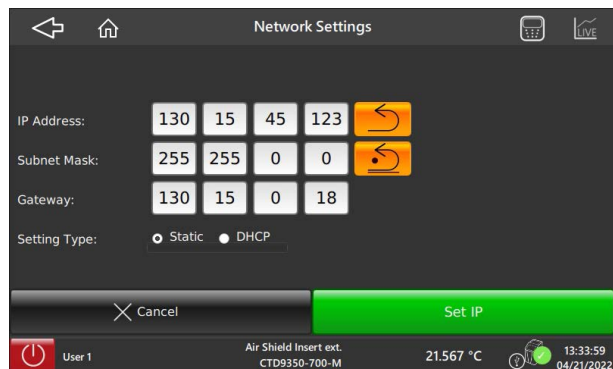 Network Settings
LIVE
IP Address: 130 15 45 123
Subnet Mask: 255 255 0 0
Gateway: 130 15 0 18
Setting Type: Static DHCP
Cancel Set IP
User 1
Air Shield Insert ext.
CTD9350-700-M
21.567 °C
13:33:59
04/21/2022